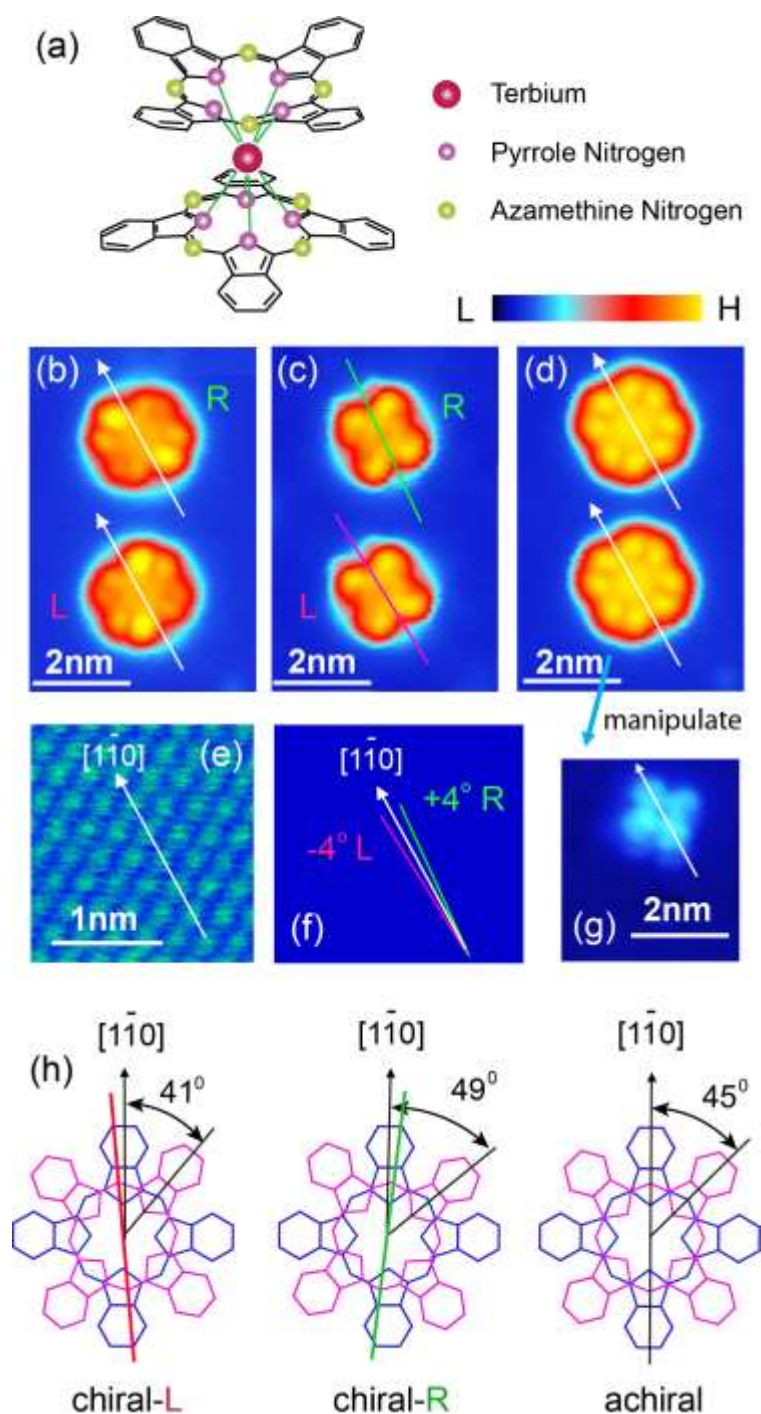 (a)
Terbium
Pyrrole Nitrogen
Azamethine Nitrogen
L H
(b) (c) (d)
R R
L
2nm 2nm 2nm
manipulate
[11̄0] (e) [11̄0]
+4° R
-4° L
1nm (f) (g) 2nm
[11̄0] [11̄0] [11̄0]
(h) 41⁰ 49⁰ 45⁰
chiral-L chiral-R achiral